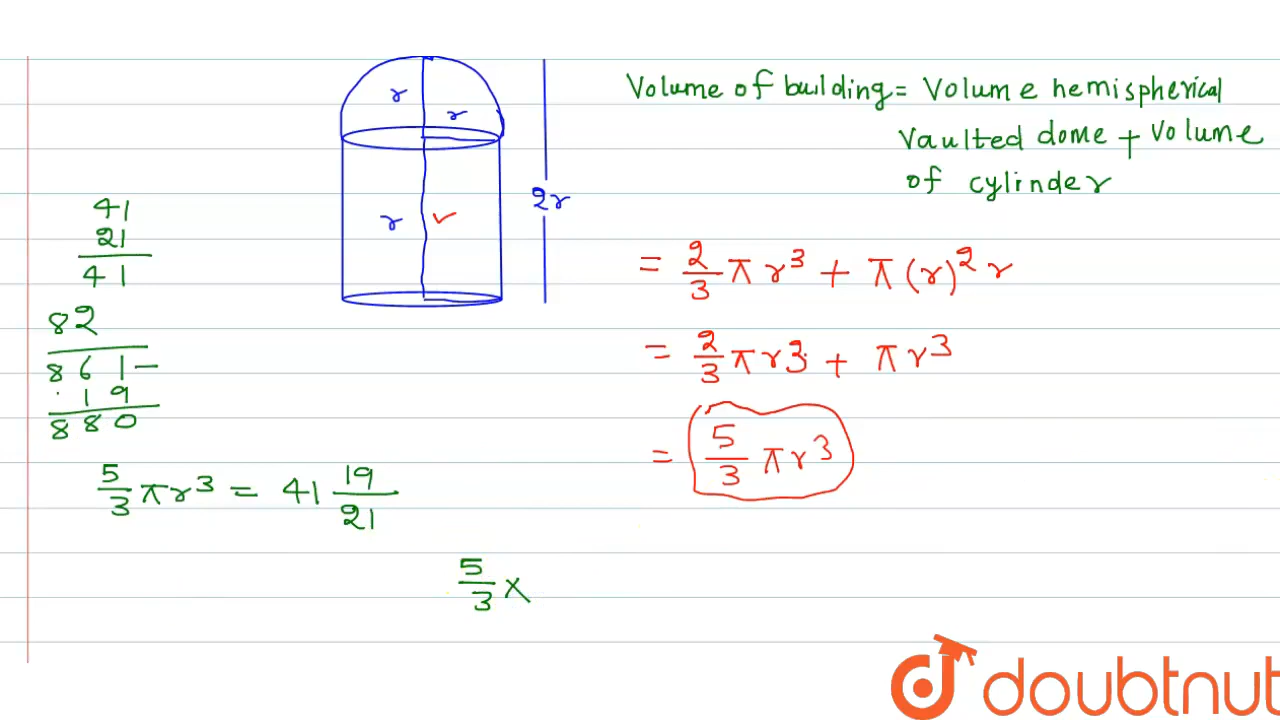 Volume of building = Volume hemispherical
Vaulted dome + Volume
of cylinder
r
r
r
r
2r
= 2/3 π r³ + π (r)² r
= 2/3 π r3 + π r³
= 5/3 π r³
41
21
41
82
861 –
19
880
5/3 π r³ = 41 19/21
5/3 ×
doubtnut